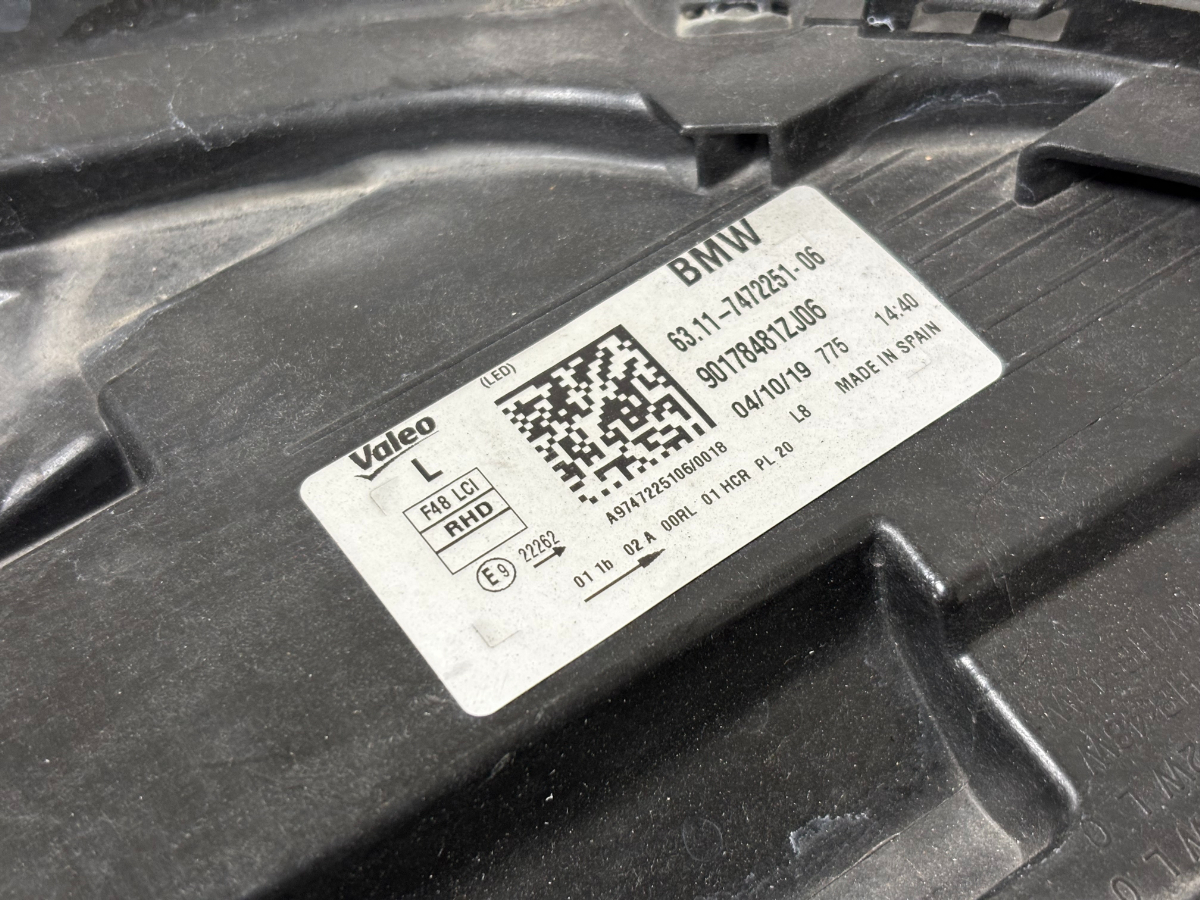 BMW
63.11-7472251-06
90178481ZJ06
04/10/19 775 14:40
L8 MADE IN SPAIN
(LED)
Valeo
L
F48 LCI
RHD
E9 22262
A9747225106/0018
01 1b 02 A 00RL 01 HCR PL 20